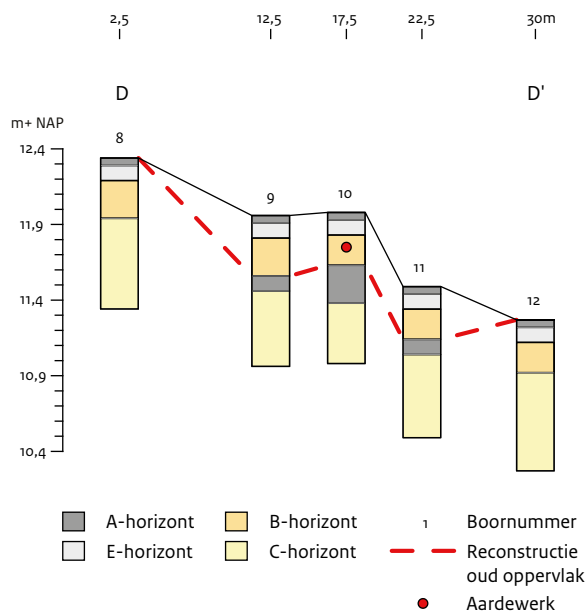 2,5 12,5 17,5 22,5 30m
D D'
m+ NAP
8
12,4
9 10
11,9
11
12
11,4
10,9
10,4
A-horizont B-horizont 1 Boornummer
E-horizont C-horizont Reconstructie
oud oppervlak
Aardewerk